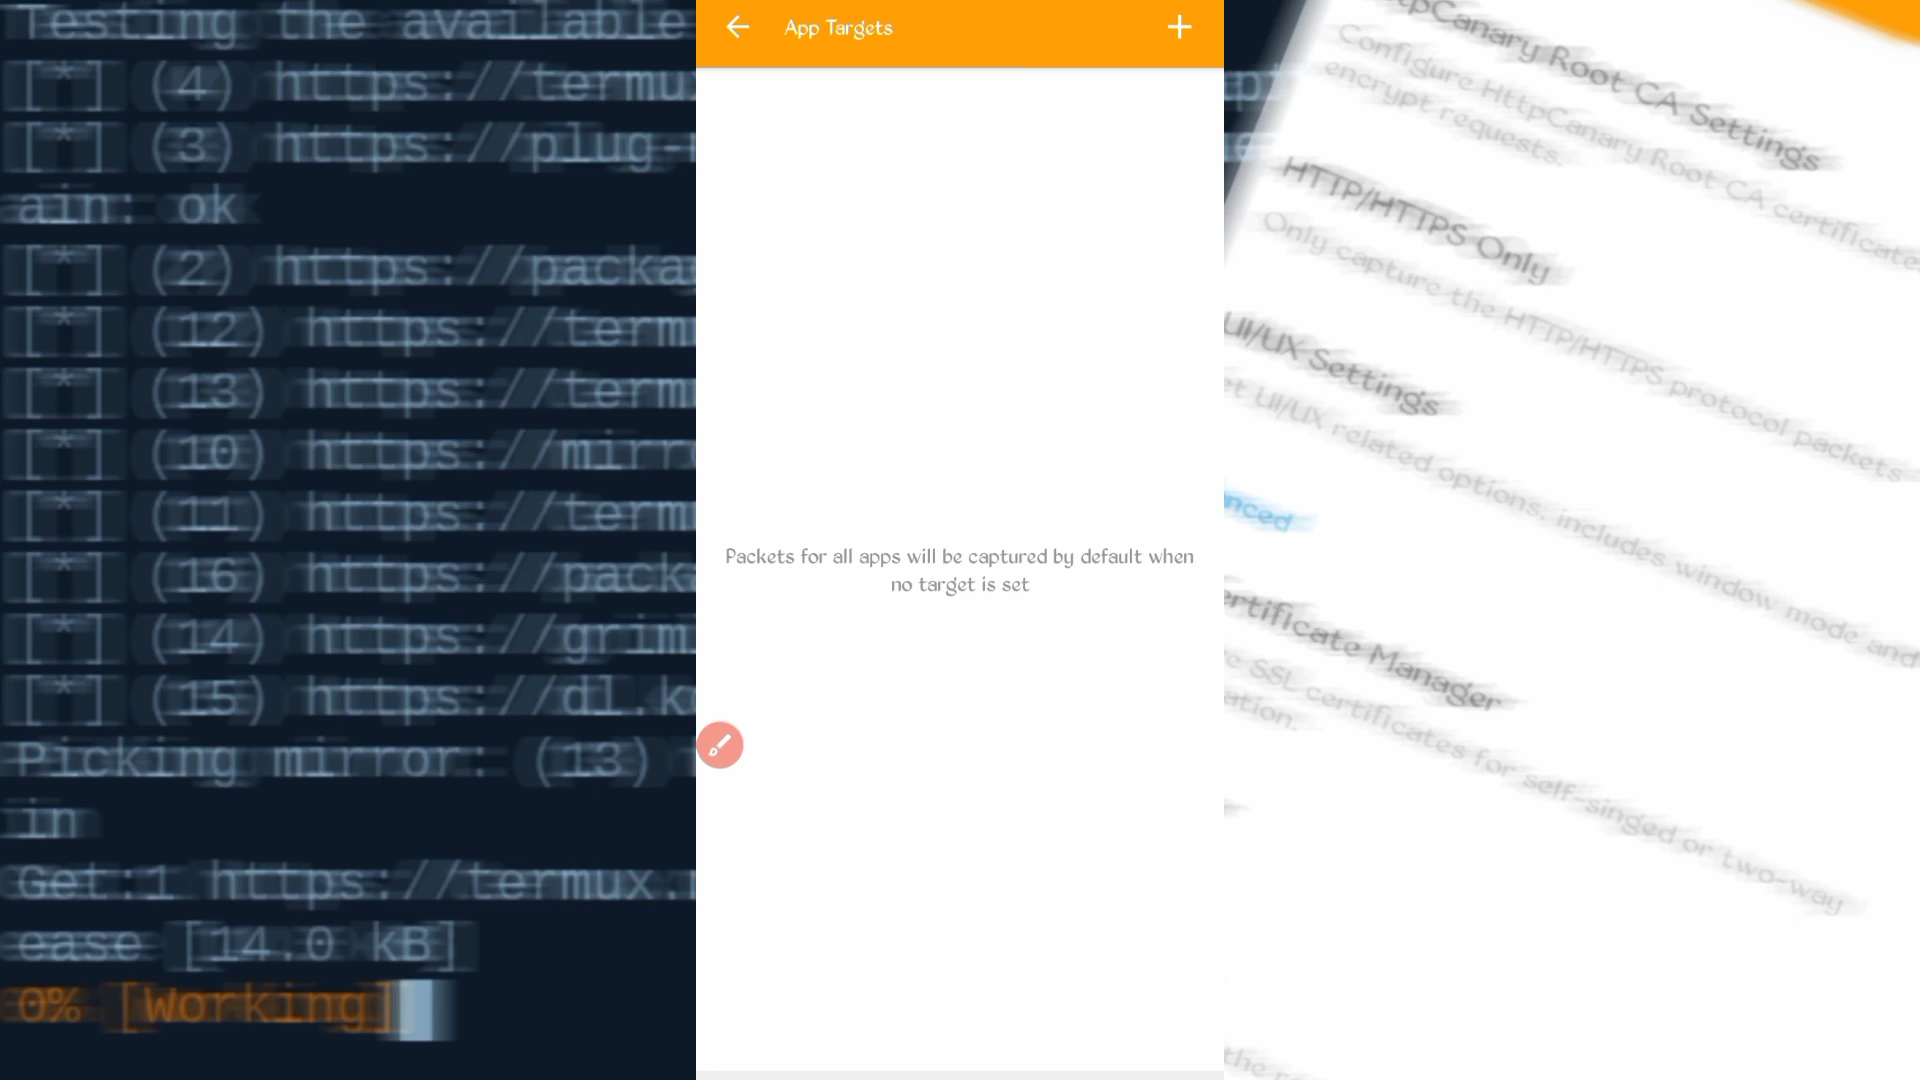 Testing the available
[*] (4) https://termux
[*] (3) https://plug-
ain: ok
[*] (2) https://packa
[*] (12) https://term
[*] (13) https://term
[*] (10) https://mirr
[*] (11) https://term
[*] (16) https://pack
[*] (14) https://grim
[*] (15) https://dl.k
Picking mirror: (13)
in
Get:1 https://termux.
ease [14.0 kB]
0% [Working]
App Targets
Packets for all apps will be captured by default when
no target is set
tpCanary Root CA Settings
Configure HttpCanary Root CA certificate
encrypt requests.
HTTP/HTTPS Only
Only capture the HTTP/HTTPS protocol packets
UI/UX Settings
et UI/UX related options, includes window mode and
nced
ertificate Manager
e SSL certificates for self-singed or two-way
ation.
the r